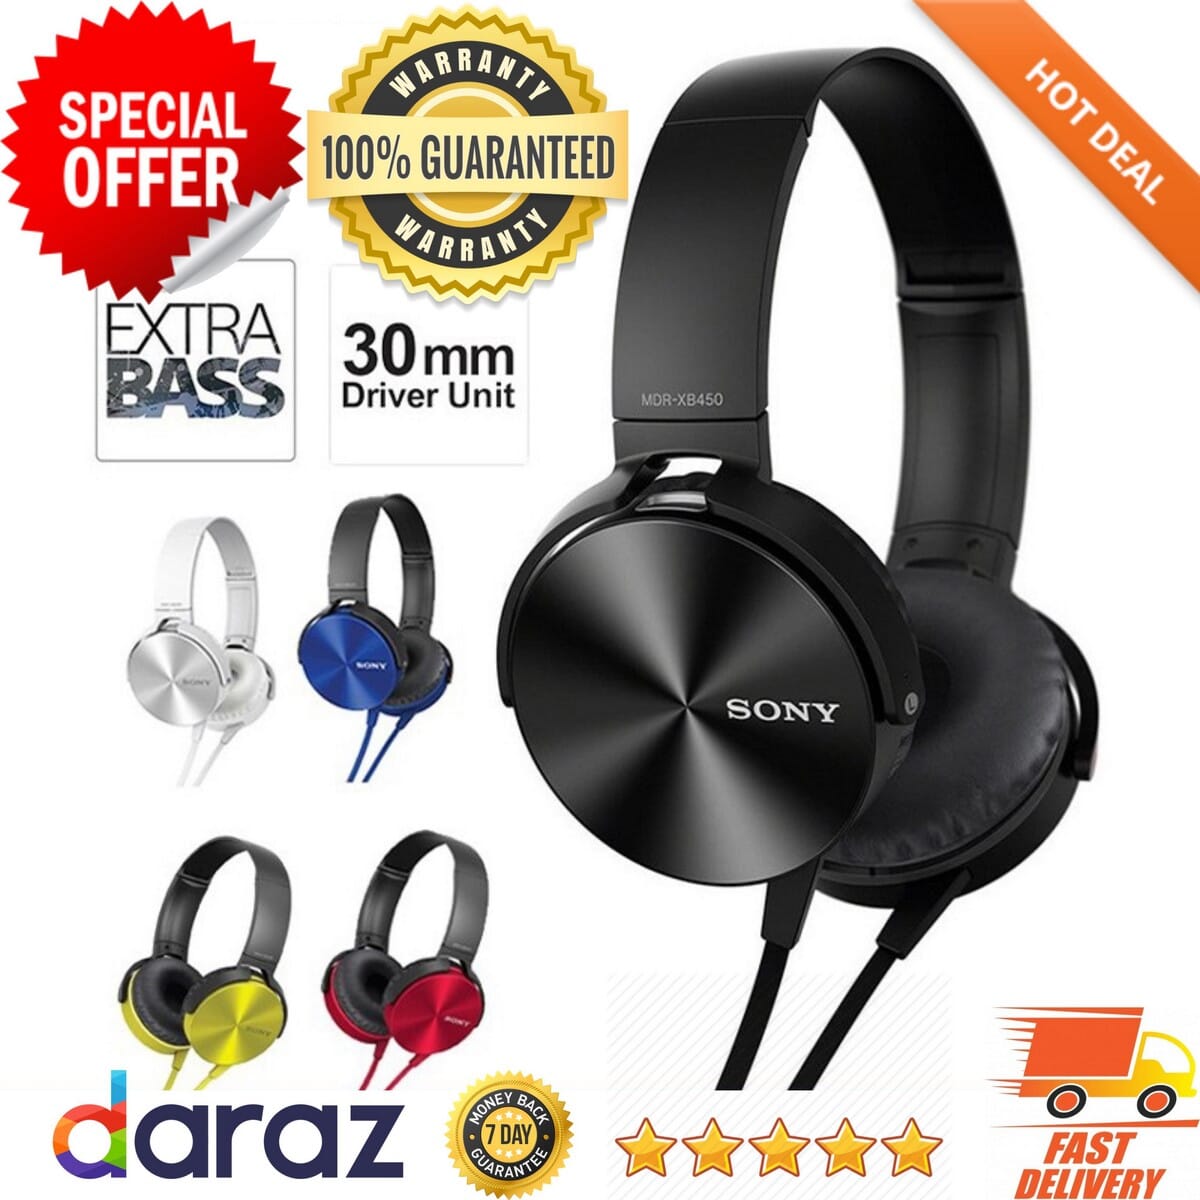 SPECIAL
OFFER
WARRANTY
100% GUARANTEED
WARRANTY
HOT DEAL
EXTRA
BASS
30mm
Driver Unit
MDR-XB450
SONY
L
SONY
SONY
SONY
SONY
daraz
MONEY BACK
7 DAY
GUARANTEE
FAST
DELIVERY